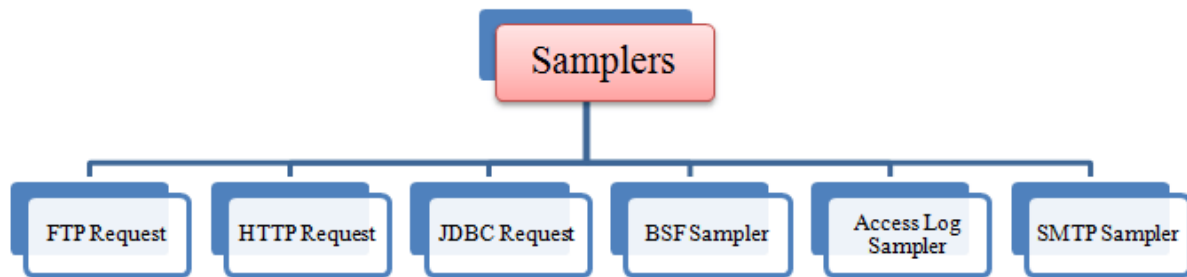 Samplers
FTP Request
HTTP Request
JDBC Request
BSF Sampler
Access Log
Sampler
SMTP Sampler